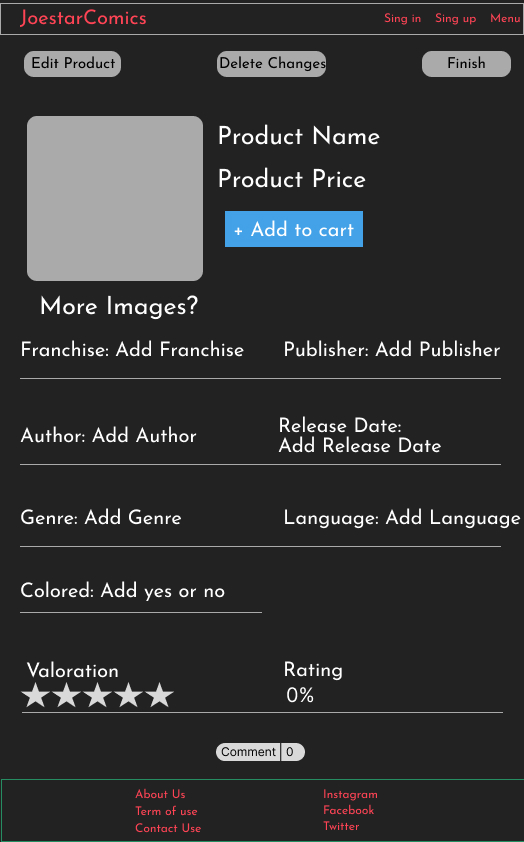 JoestarComics
Sing in Sing up Menu
Edit Product Delete Changes Finish
Product Name
Product Price
+ Add to cart
More Images?
Franchise: Add Franchise Publisher: Add Publisher
Author: Add Author
Release Date:
Add Release Date
Genre: Add Genre Language: Add Language
Colored: Add yes or no
Valoration Rating
0%
Comment 0
About Us Instagram
Term of use Facebook
Contact Use Twitter